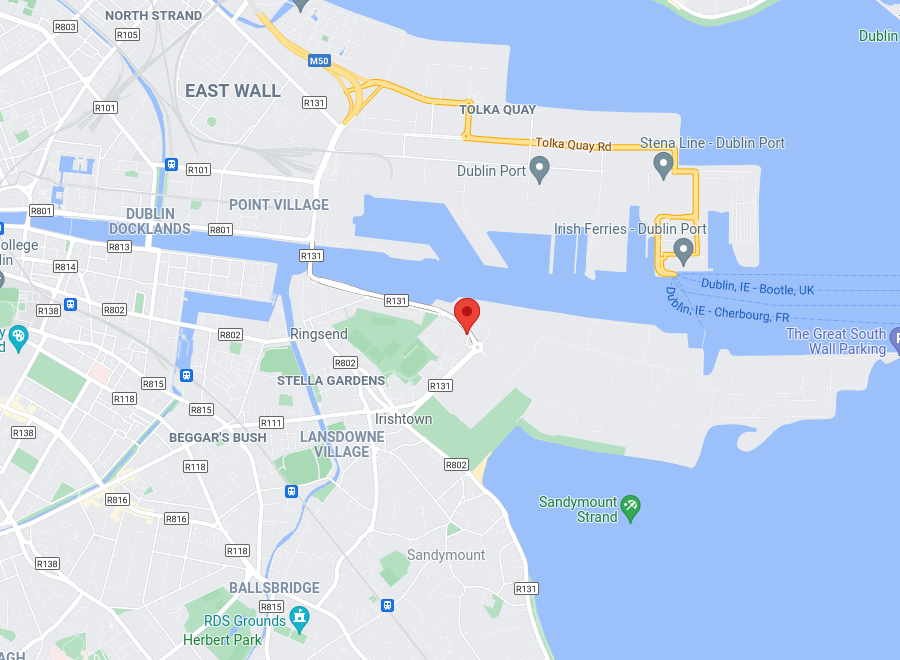 NORTH STRAND
R803
R105
Dublin
M50
EAST WALL
R131
R101
TOLKA QUAY
Tolka Quay Rd
Stena Line - Dublin Port
Dublin Port
R101
R801
DUBLIN
DOCKLANDS
POINT VILLAGE
R801
Irish Ferries - Dublin Port
ollege
lin
R813
R131
R814
Dublin, IE - Bootle, UK
Dublin, IE - Cherbourg, FR
R138
R802
R131
y
d
R802
Ringsend
The Great South
Wall Parking
R802
STELLA GARDENS
R131
R815
R118
R815
R111
Irishtown
R138
BEGGAR'S BUSH
LANSDOWNE
VILLAGE
R118
R802
R816
R816
Sandymount
Strand
R118
Sandymount
R138
BALLSBRIDGE
R131
R815
RDS Grounds
Herbert Park
AGH